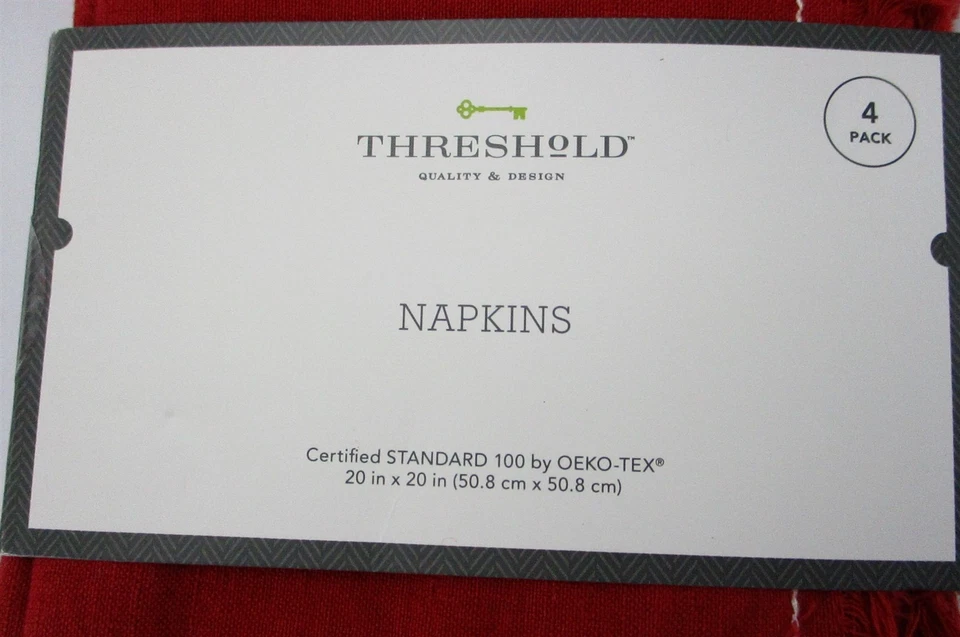 4
PACK
THRESHOLD™
QUALITY & DESIGN
NAPKINS
Certified STANDARD 100 by OEKO-TEX®
20 in x 20 in (50.8 cm x 50.8 cm)